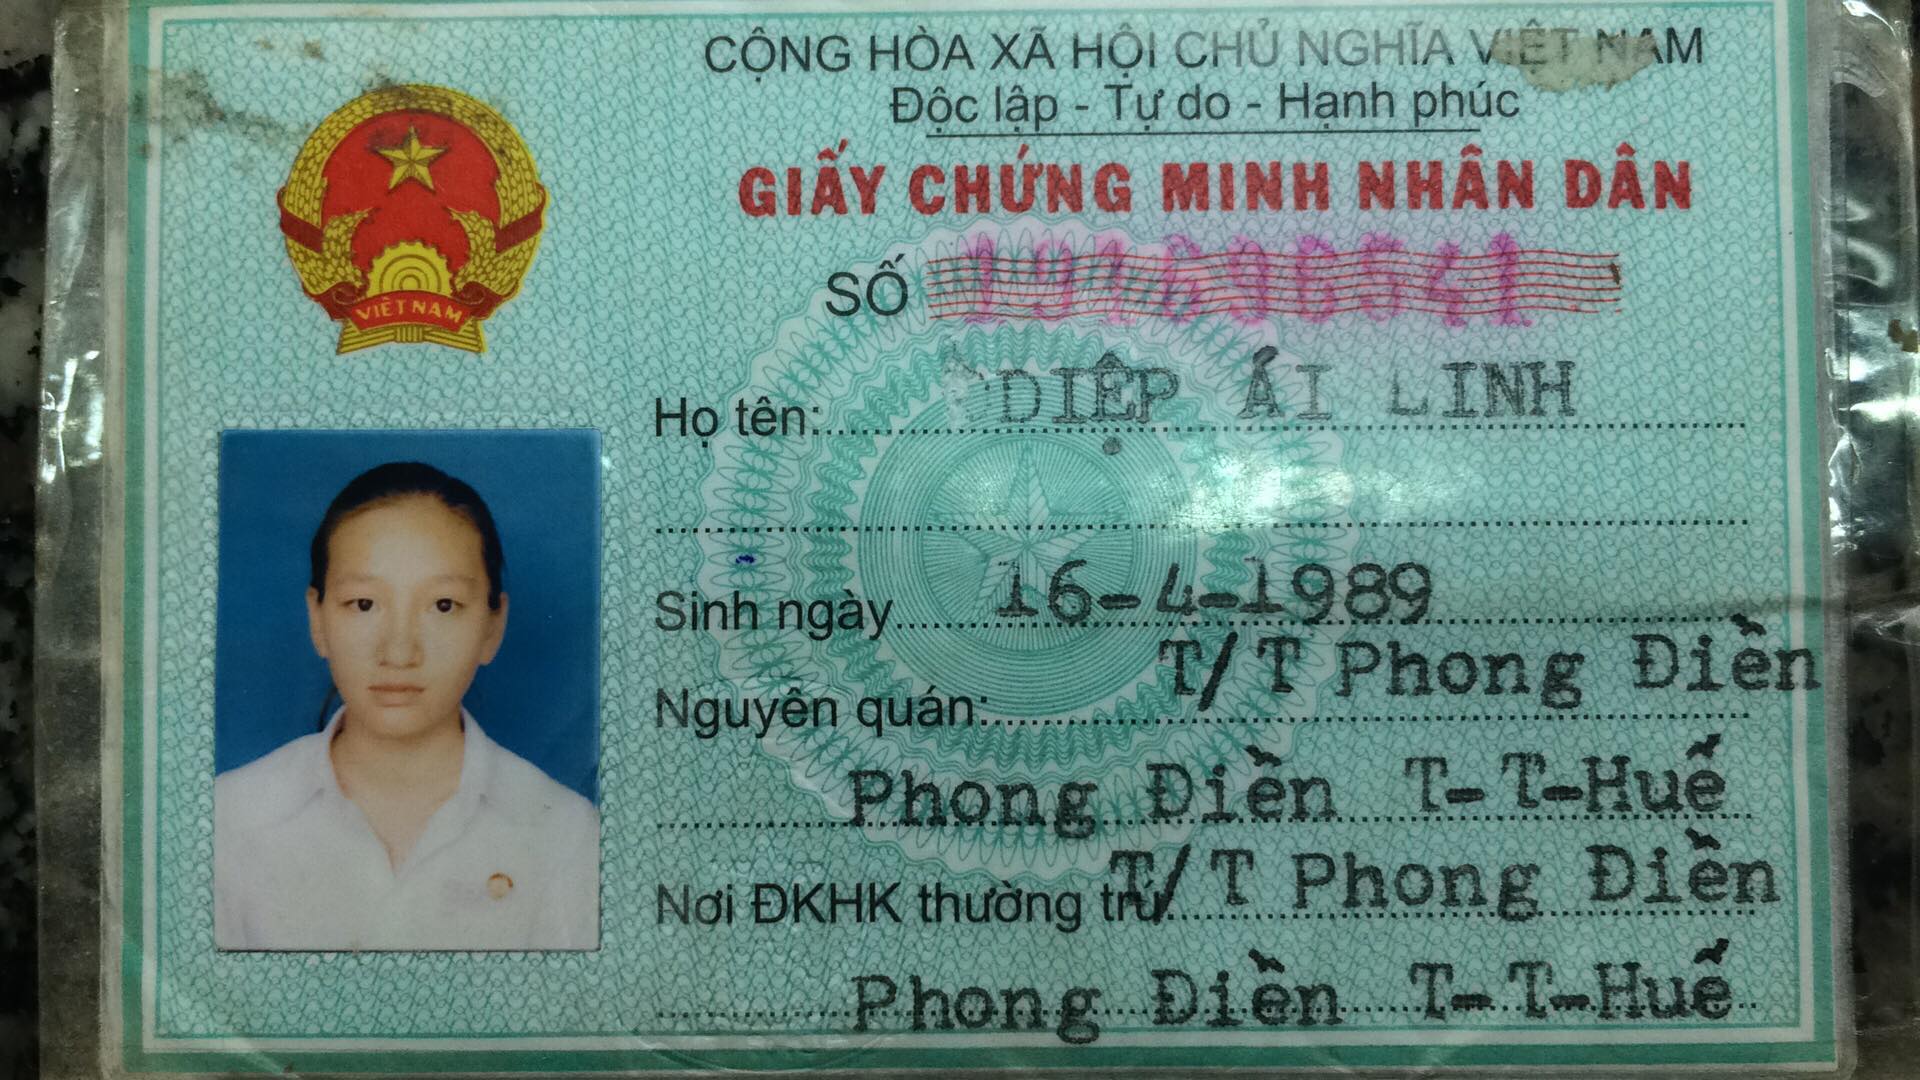 CỘNG HÒA XÃ HỘI CHỦ NGHĨA VIỆT NAM
Độc lập - Tự do - Hạnh phúc
GIẤY CHỨNG MINH NHÂN DÂN
VIỆT NAM
SỐ 191696541
Họ tên: DIỆP ÁI LINH
Sinh ngày 16-4-1989
Nguyên quán: T/T Phong Điền
Phong Điền T-T-Huế
Nơi ĐKHK thường trú: T/T Phong Điền
Phong Điền T-T-Huế